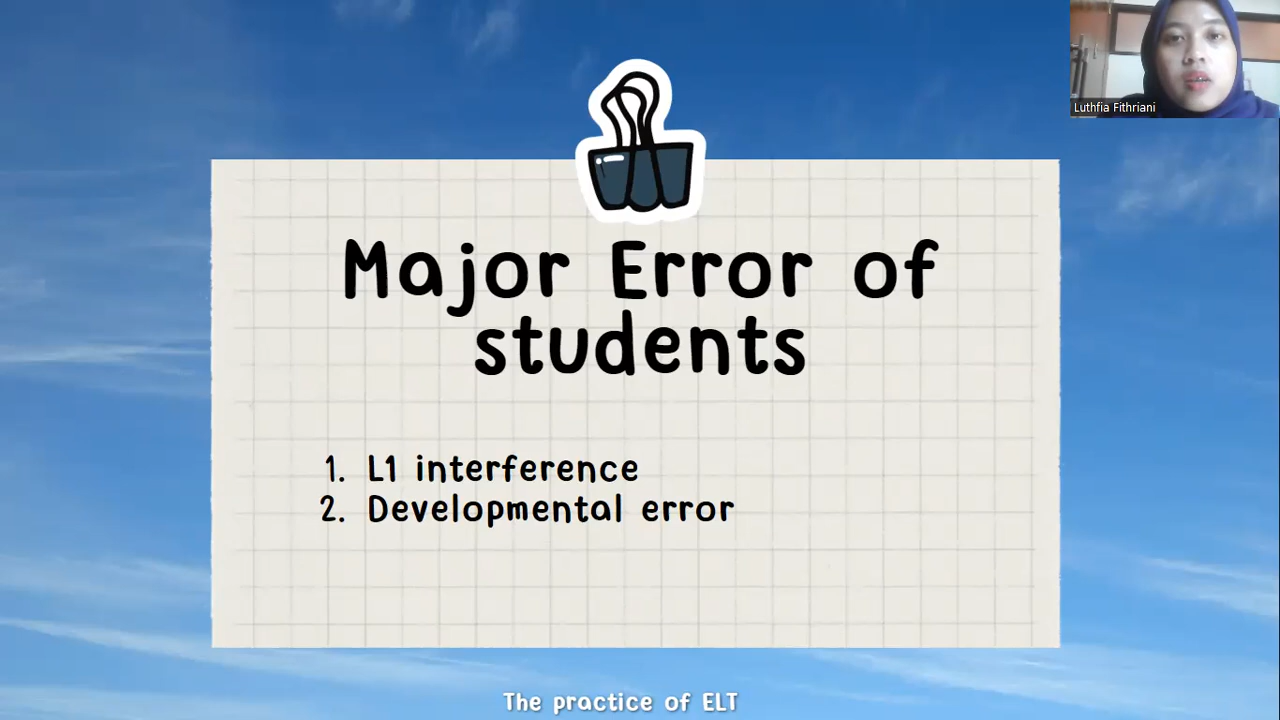 Luthfia Fithriani
Major Error of
students
1. L1 interference
2. Developmental error
The practice of ELT